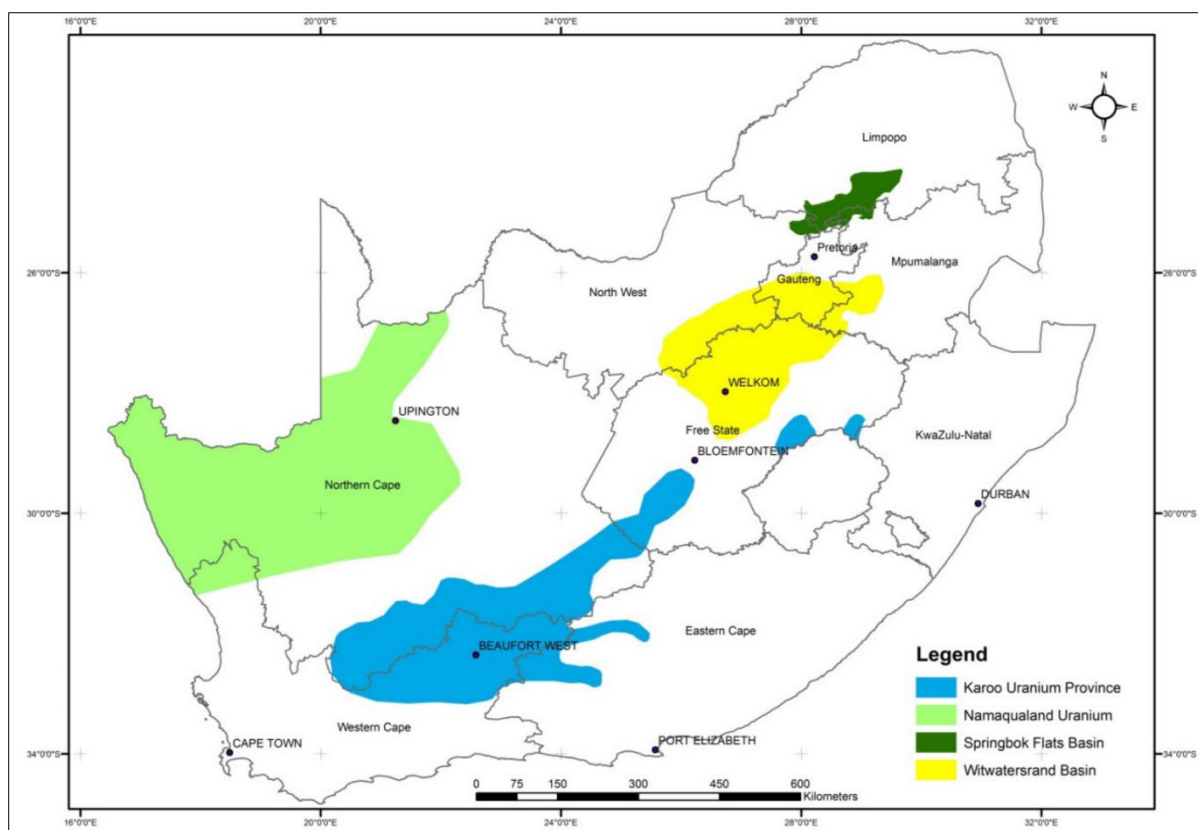 16°0'0"E 20°0'0"E 24°0'0"E 28°0'0"E 32°0'0"E
N
W E
S
Limpopo
Pretoria
26°0'0"S 26°0'0"S
Mpumalanga
Gauteng
North West
WELKOM
UPINGTON
Free State
KwaZulu-Natal
BLOEMFONTEIN
Northern Cape
DURBAN
30°0'0"S 30°0'0"S
Eastern Cape
BEAUFORT WEST
Legend
Karoo Uranium Province
Namaqualand Uranium
Springbok Flats Basin
Witwatersrand Basin
Western Cape
CAPE TOWN
PORT ELIZABETH
34°0'0"S 34°0'0"S
0 75 150 300 450 600
Kilometers
16°0'0"E 20°0'0"E 24°0'0"E 28°0'0"E 32°0'0"E